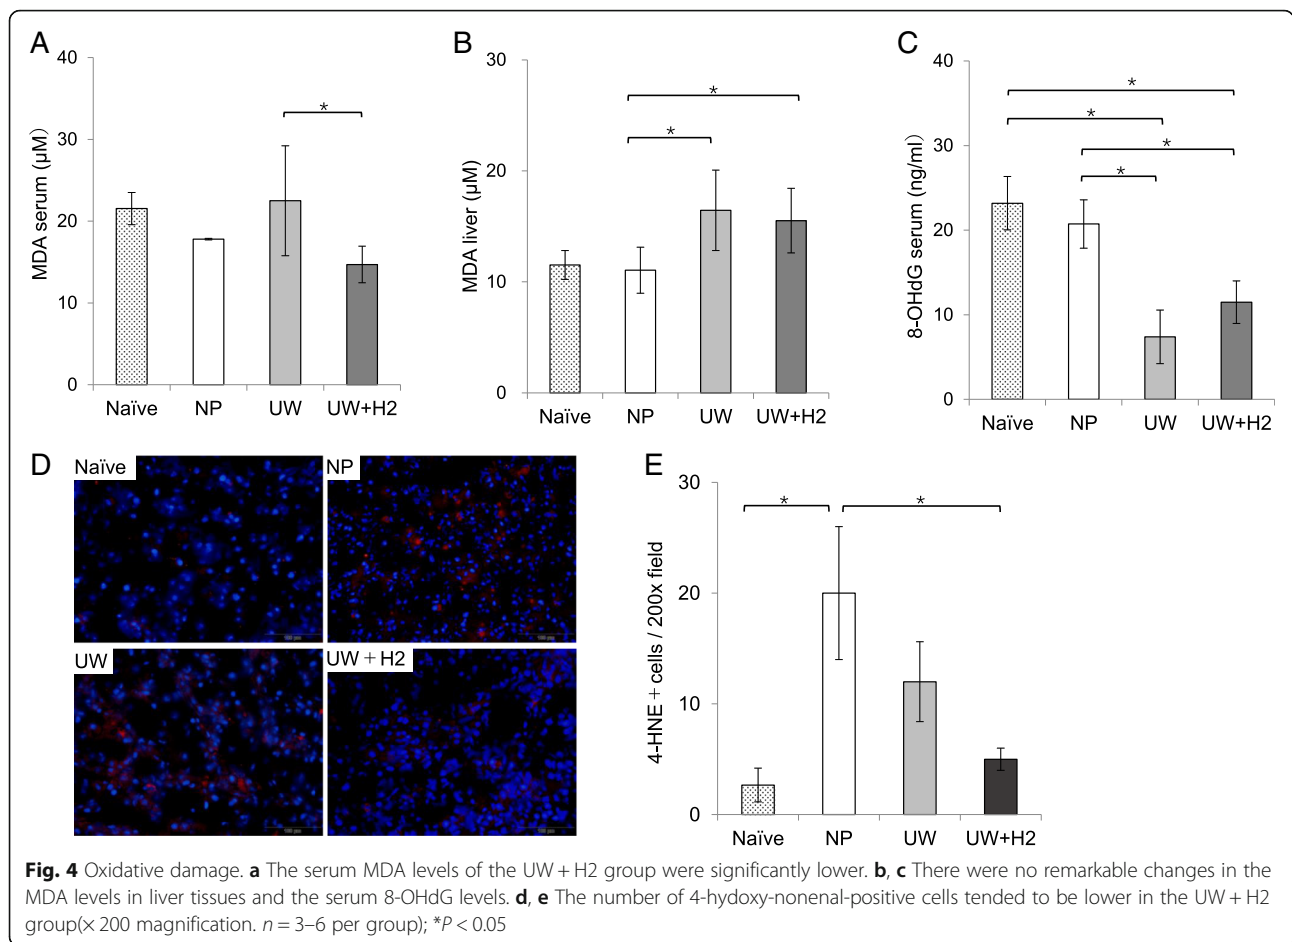 A
40
30
20
10
0
MDA serum (μM)
*
Naïve NP UW UW+H2
B
30
20
10
0
MDA liver (μM)
*
*
Naïve NP UW UW+H2
C
40
30
20
10
0
8-OHdG serum (ng/ml)
*
*
*
*
Naïve NP UW UW+H2
D
Naïve
NP
UW
UW + H2
E
30
20
10
0
4-HNE + cells / 200x field
*
*
Naïve NP UW UW+H2
Fig. 4 Oxidative damage. a The serum MDA levels of the UW + H2 group were significantly lower. b, c There were no remarkable changes in the
MDA levels in liver tissues and the serum 8-OHdG levels. d, e The number of 4-hydoxy-nonenal-positive cells tended to be lower in the UW + H2
group(× 200 magnification. n = 3–6 per group); *P < 0.05